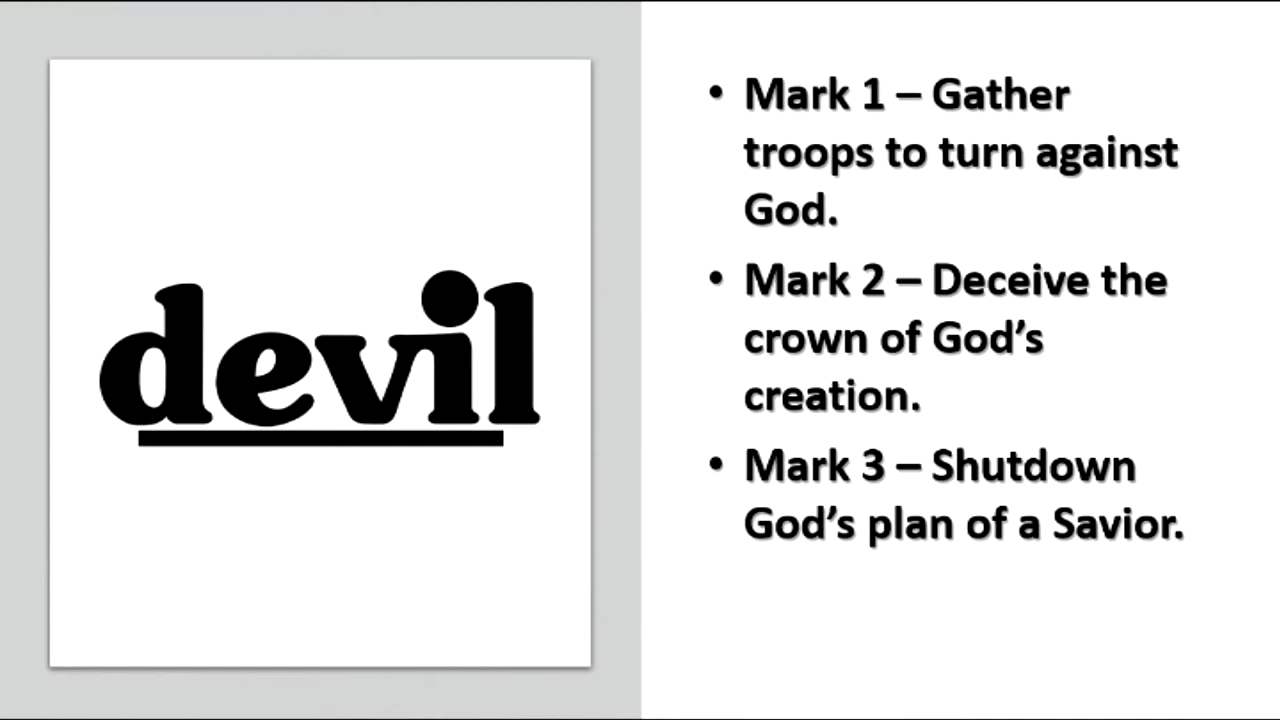 devil
• Mark 1 – Gather
troops to turn against
God.
• Mark 2 – Deceive the
crown of God’s
creation.
• Mark 3 – Shutdown
God’s plan of a Savior.